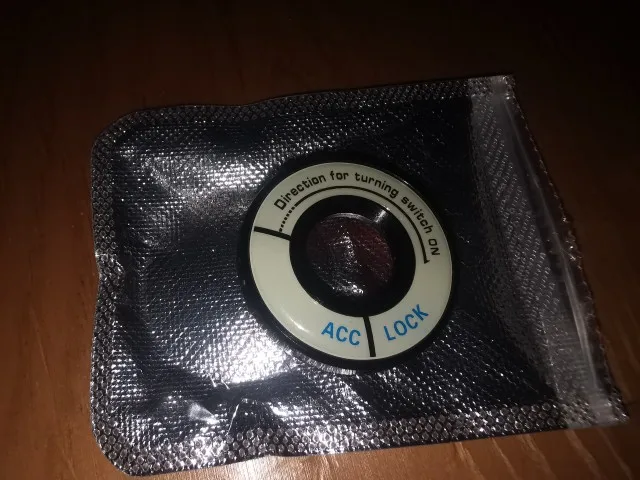 Direction for turning switch ON
ACC
LOCK